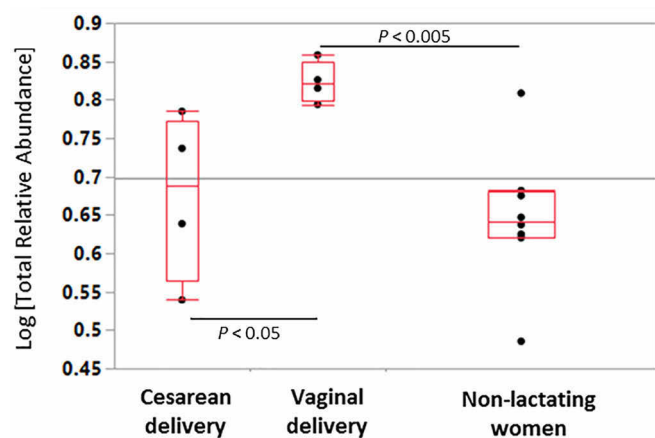 Log [Total Relative Abundance]
0.9
0.85
0.8
0.75
0.7
0.65
0.6
0.55
0.5
0.45
P < 0.005
P < 0.05
Cesarean
delivery
Vaginal
delivery
Non-lactating
women